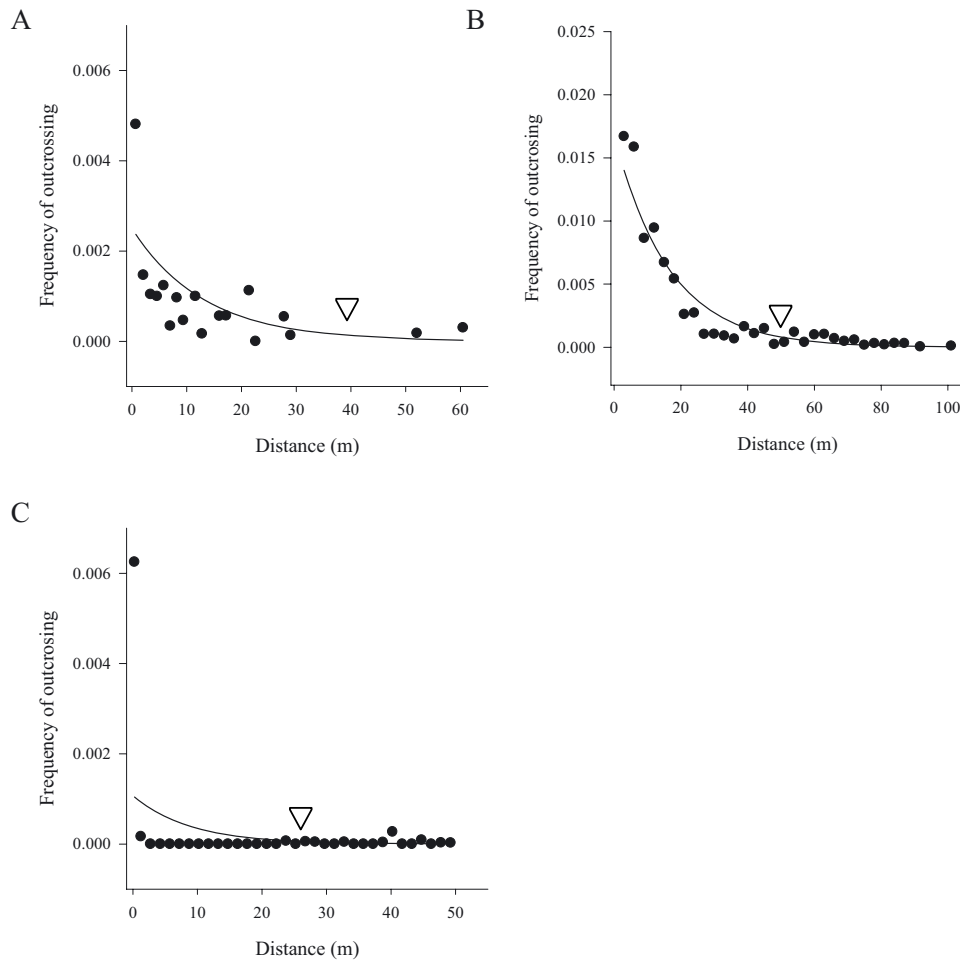 A
0.006
0.004
0.002
0.000
Frequency of outcrossing
0 10 20 30 40 50 60
Distance (m)
B
0.025
0.020
0.015
0.010
0.005
0.000
Frequency of outcrosing
0 20 40 60 80 100
Distance (m)
C
0.006
0.004
0.002
0.000
Frequency of outcrosing
0 10 20 30 40 50
Distance (m)